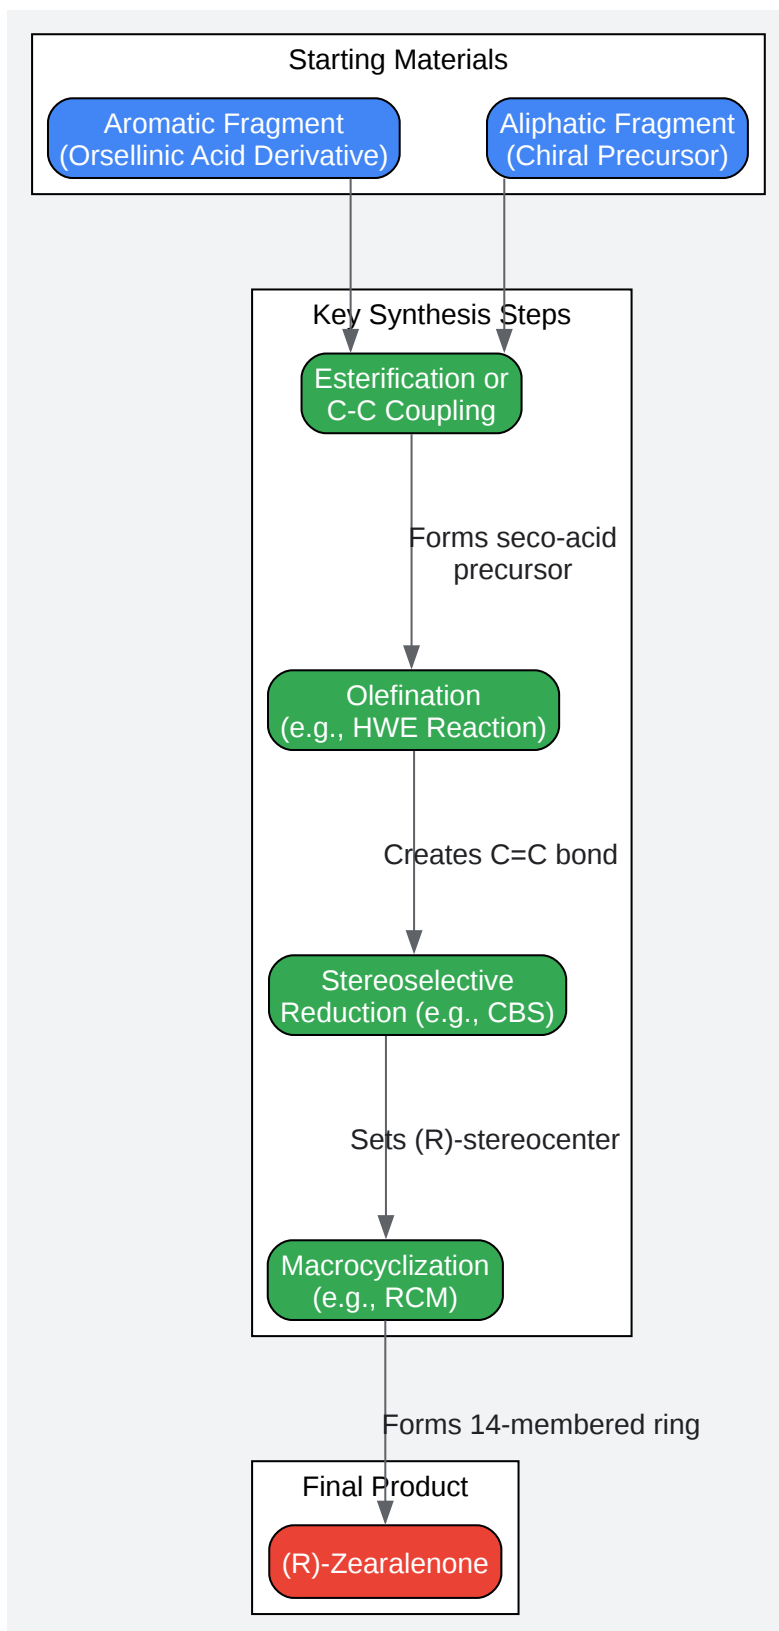 Starting Materials
Aromatic Fragment
(Orsellinic Acid Derivative)
Aliphatic Fragment
(Chiral Precursor)
Key Synthesis Steps
Esterification or
C-C Coupling
Forms seco-acid
precursor
Olefination
(e.g., HWE Reaction)
Creates C=C bond
Stereoselective
Reduction (e.g., CBS)
Sets (R)-stereocenter
Macrocyclization
(e.g., RCM)
Forms 14-membered ring
Final Product
(R)-Zearalenone